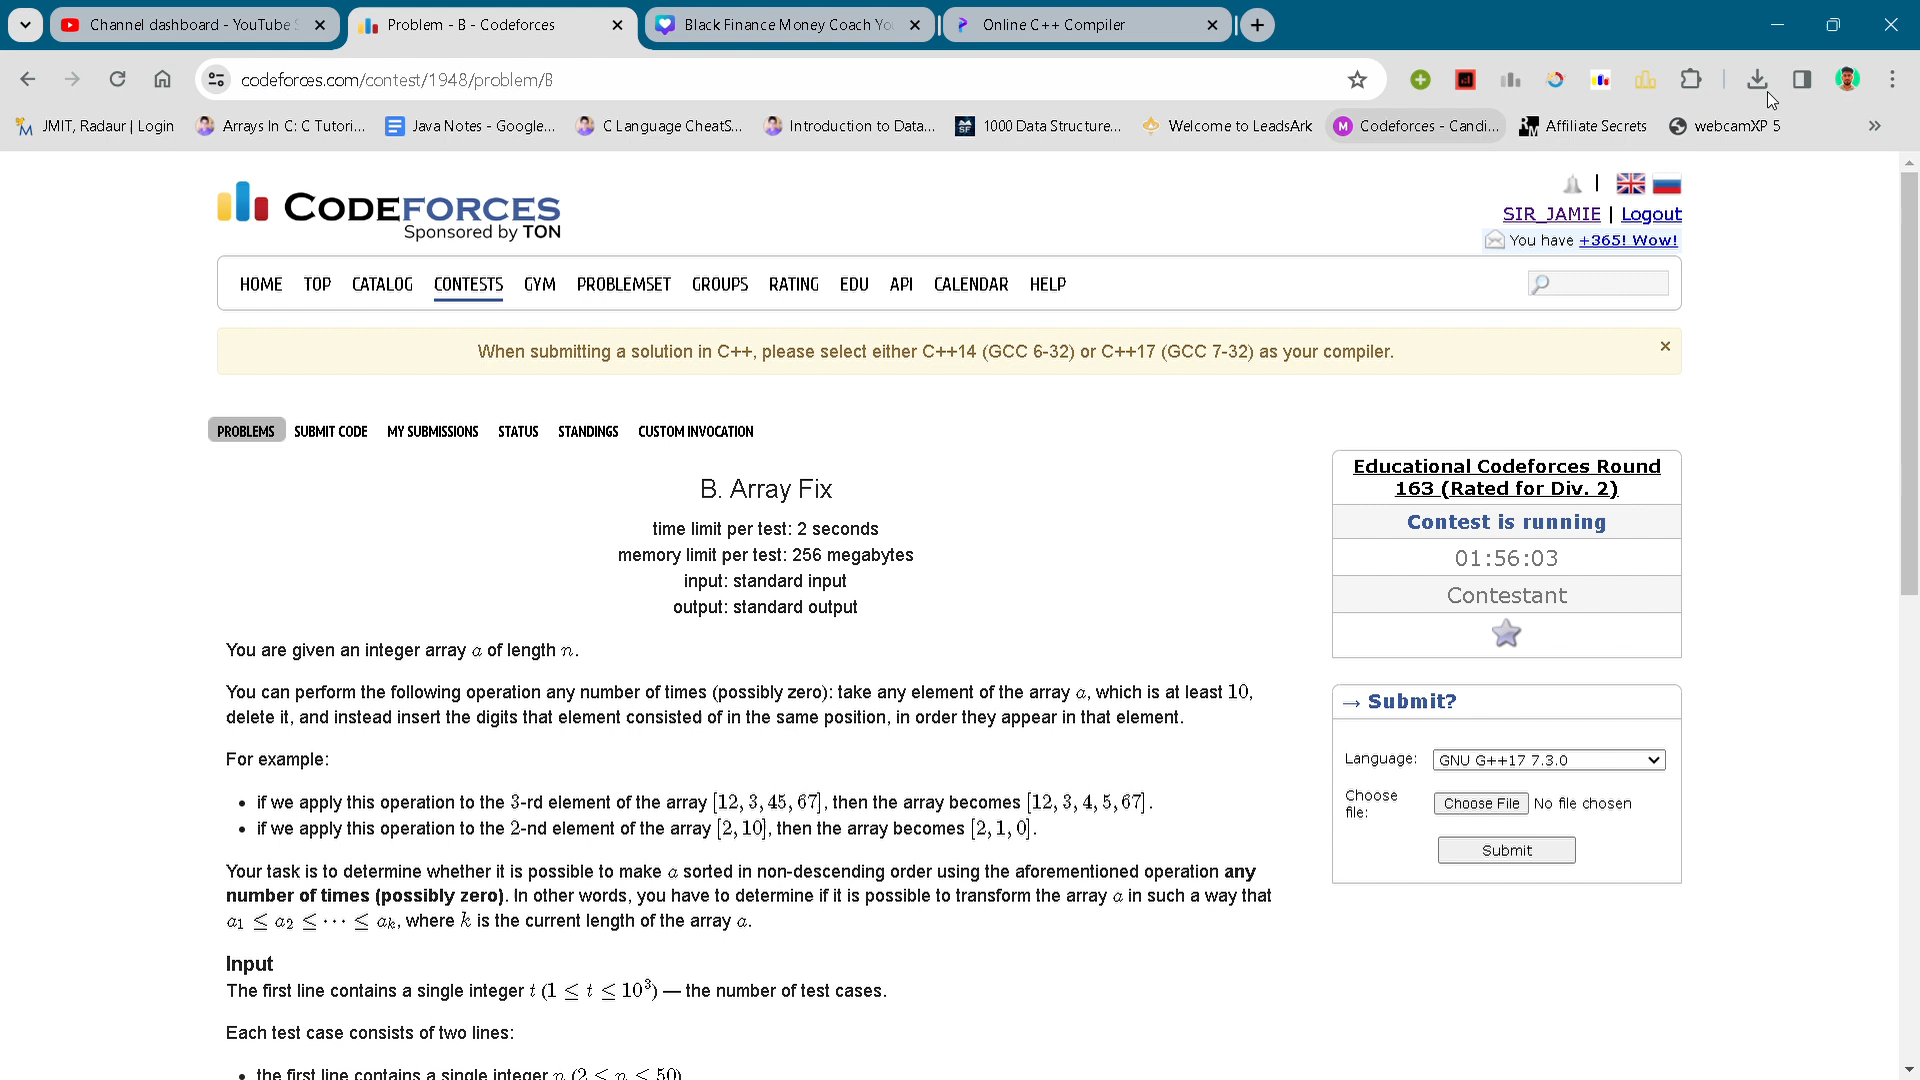 Channel dashboard - YouTube S
Problem - B - Codeforces
Black Finance Money Coach Yo
Online C++ Compiler
codeforces.com/contest/1948/problem/B
JMIT, Radaur | Login
Arrays In C: C Tutori...
Java Notes - Google...
C Language CheatS...
Introduction to Data...
1000 Data Structure...
Welcome to LeadsArk
Codeforces - Candi...
Affiliate Secrets
webcamXP 5
CODEFORCES
Sponsored by TON
SIR_JAMIE | Logout
You have +365! Wow!
HOME TOP CATALOG CONTESTS GYM PROBLEMSET GROUPS RATING EDU API CALENDAR HELP
When submitting a solution in C++, please select either C++14 (GCC 6-32) or C++17 (GCC 7-32) as your compiler.
PROBLEMS SUBMIT CODE MY SUBMISSIONS STATUS STANDINGS CUSTOM INVOCATION
B. Array Fix
time limit per test: 2 seconds
memory limit per test: 256 megabytes
input: standard input
output: standard output
You are given an integer array a of length n.
You can perform the following operation any number of times (possibly zero): take any element of the array a, which is at least 10,
delete it, and instead insert the digits that element consisted of in the same position, in order they appear in that element.
For example:
• if we apply this operation to the 3-rd element of the array [12, 3, 45, 67], then the array becomes [12, 3, 4, 5, 67].
• if we apply this operation to the 2-nd element of the array [2, 10], then the array becomes [2, 1, 0].
Your task is to determine whether it is possible to make a sorted in non-descending order using the aforementioned operation any
number of times (possibly zero). In other words, you have to determine if it is possible to transform the array a in such a way that
a₁ ≤ a₂ ≤ ⋯ ≤ aₖ, where k is the current length of the array a.
Input
The first line contains a single integer t (1 ≤ t ≤ 10³) — the number of test cases.
Each test case consists of two lines:
• the first line contains a single integer n (2 ≤ n ≤ 50)
Educational Codeforces Round
163 (Rated for Div. 2)
Contest is running
01:56:03
Contestant
→ Submit?
Language: GNU G++17 7.3.0
Choose
file:
Choose File No file chosen
Submit